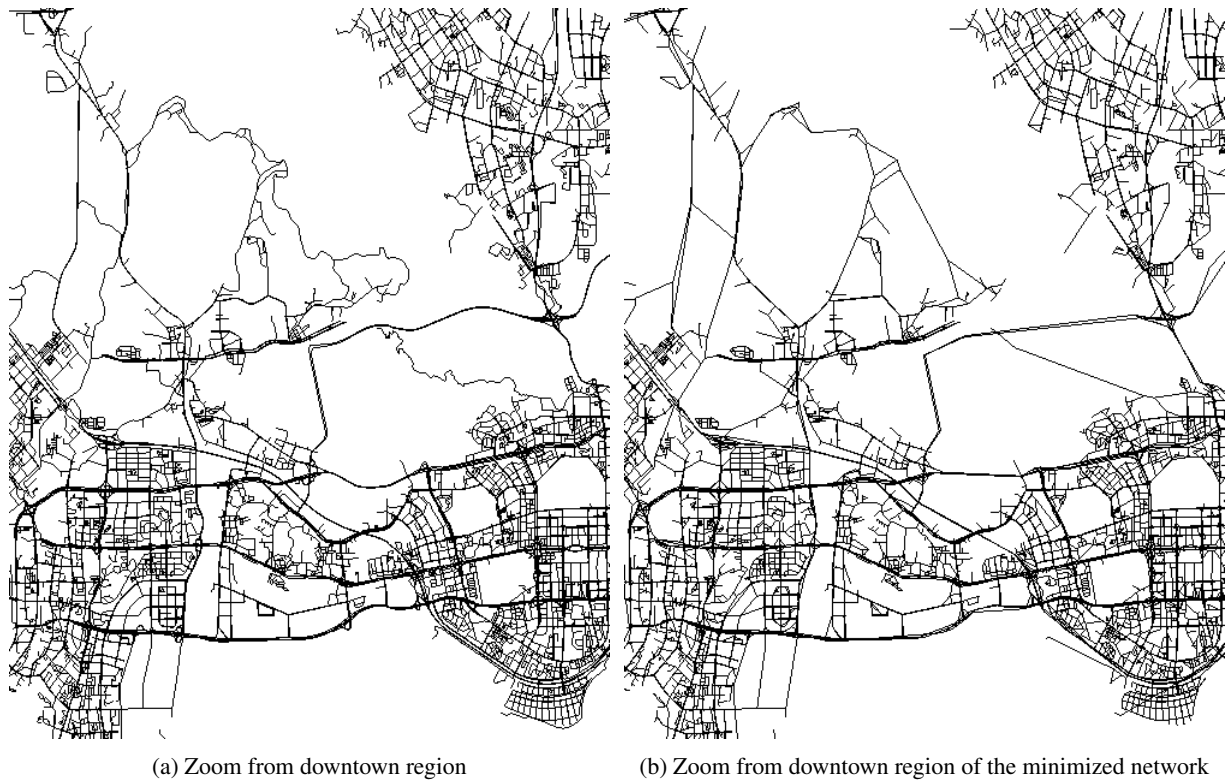 (a) Zoom from downtown region
(b) Zoom from downtown region of the minimized network